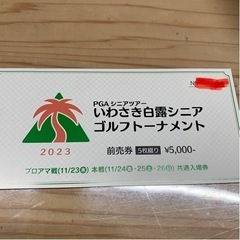 PGA シニアツアー
いわさき白露シニア
ゴルフトーナメント
2023
前売券 5枚綴り ¥5,000-
プロアマ戦(11/23㊍) 本戦(11/24㊎・25㊏・26㊐) 共通入場券